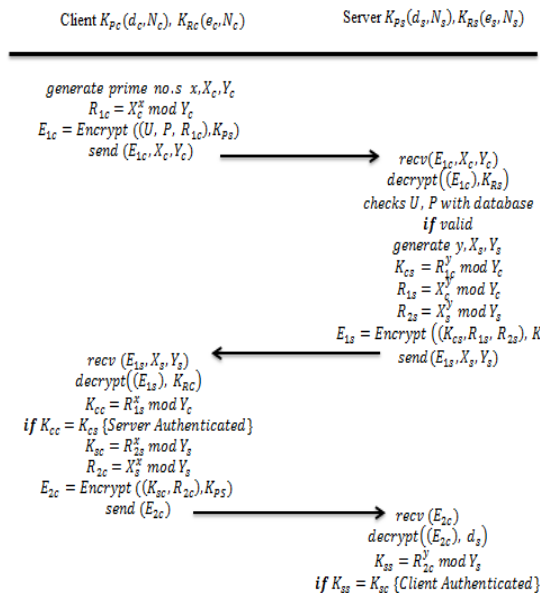 Client K_Pc(d_c, N_c), K_Rc(e_c, N_c)
Server K_Ps(d_s, N_s), K_Rs(e_s, N_s)
generate prime no.s x, X_c, Y_c
R_1c = X_c^x mod Y_c
E_1c = Encrypt ((U, P, R_1c), K_Ps)
send (E_1c, X_c, Y_c)
recv(E_1c, X_c, Y_c)
decrypt((E_1c), K_Rs)
checks U, P with database
if valid
generate y, X_s, Y_s
K_cs = R_1c^y mod Y_c
R_1s = X_c^y mod Y_c
R_2s = X_s^y mod Y_s
E_1s = Encrypt ((K_cs, R_1s, R_2s), K
send (E_1s, X_s, Y_s)
recv (E_1s, X_s, Y_s)
decrypt((E_1s), K_RC)
K_cc = R_1s^x mod Y_c
if K_cc = K_cs {Server Authenticated}
K_sc = R_2s^x mod Y_s
R_2c = X_s^x mod Y_s
E_2c = Encrypt ((K_sc, R_2c), K_PS)
send (E_2c)
recv (E_2c)
decrypt((E_2c), d_s)
K_ss = R_2c^y mod Y_s
if K_ss = K_sc {Client Authenticated}